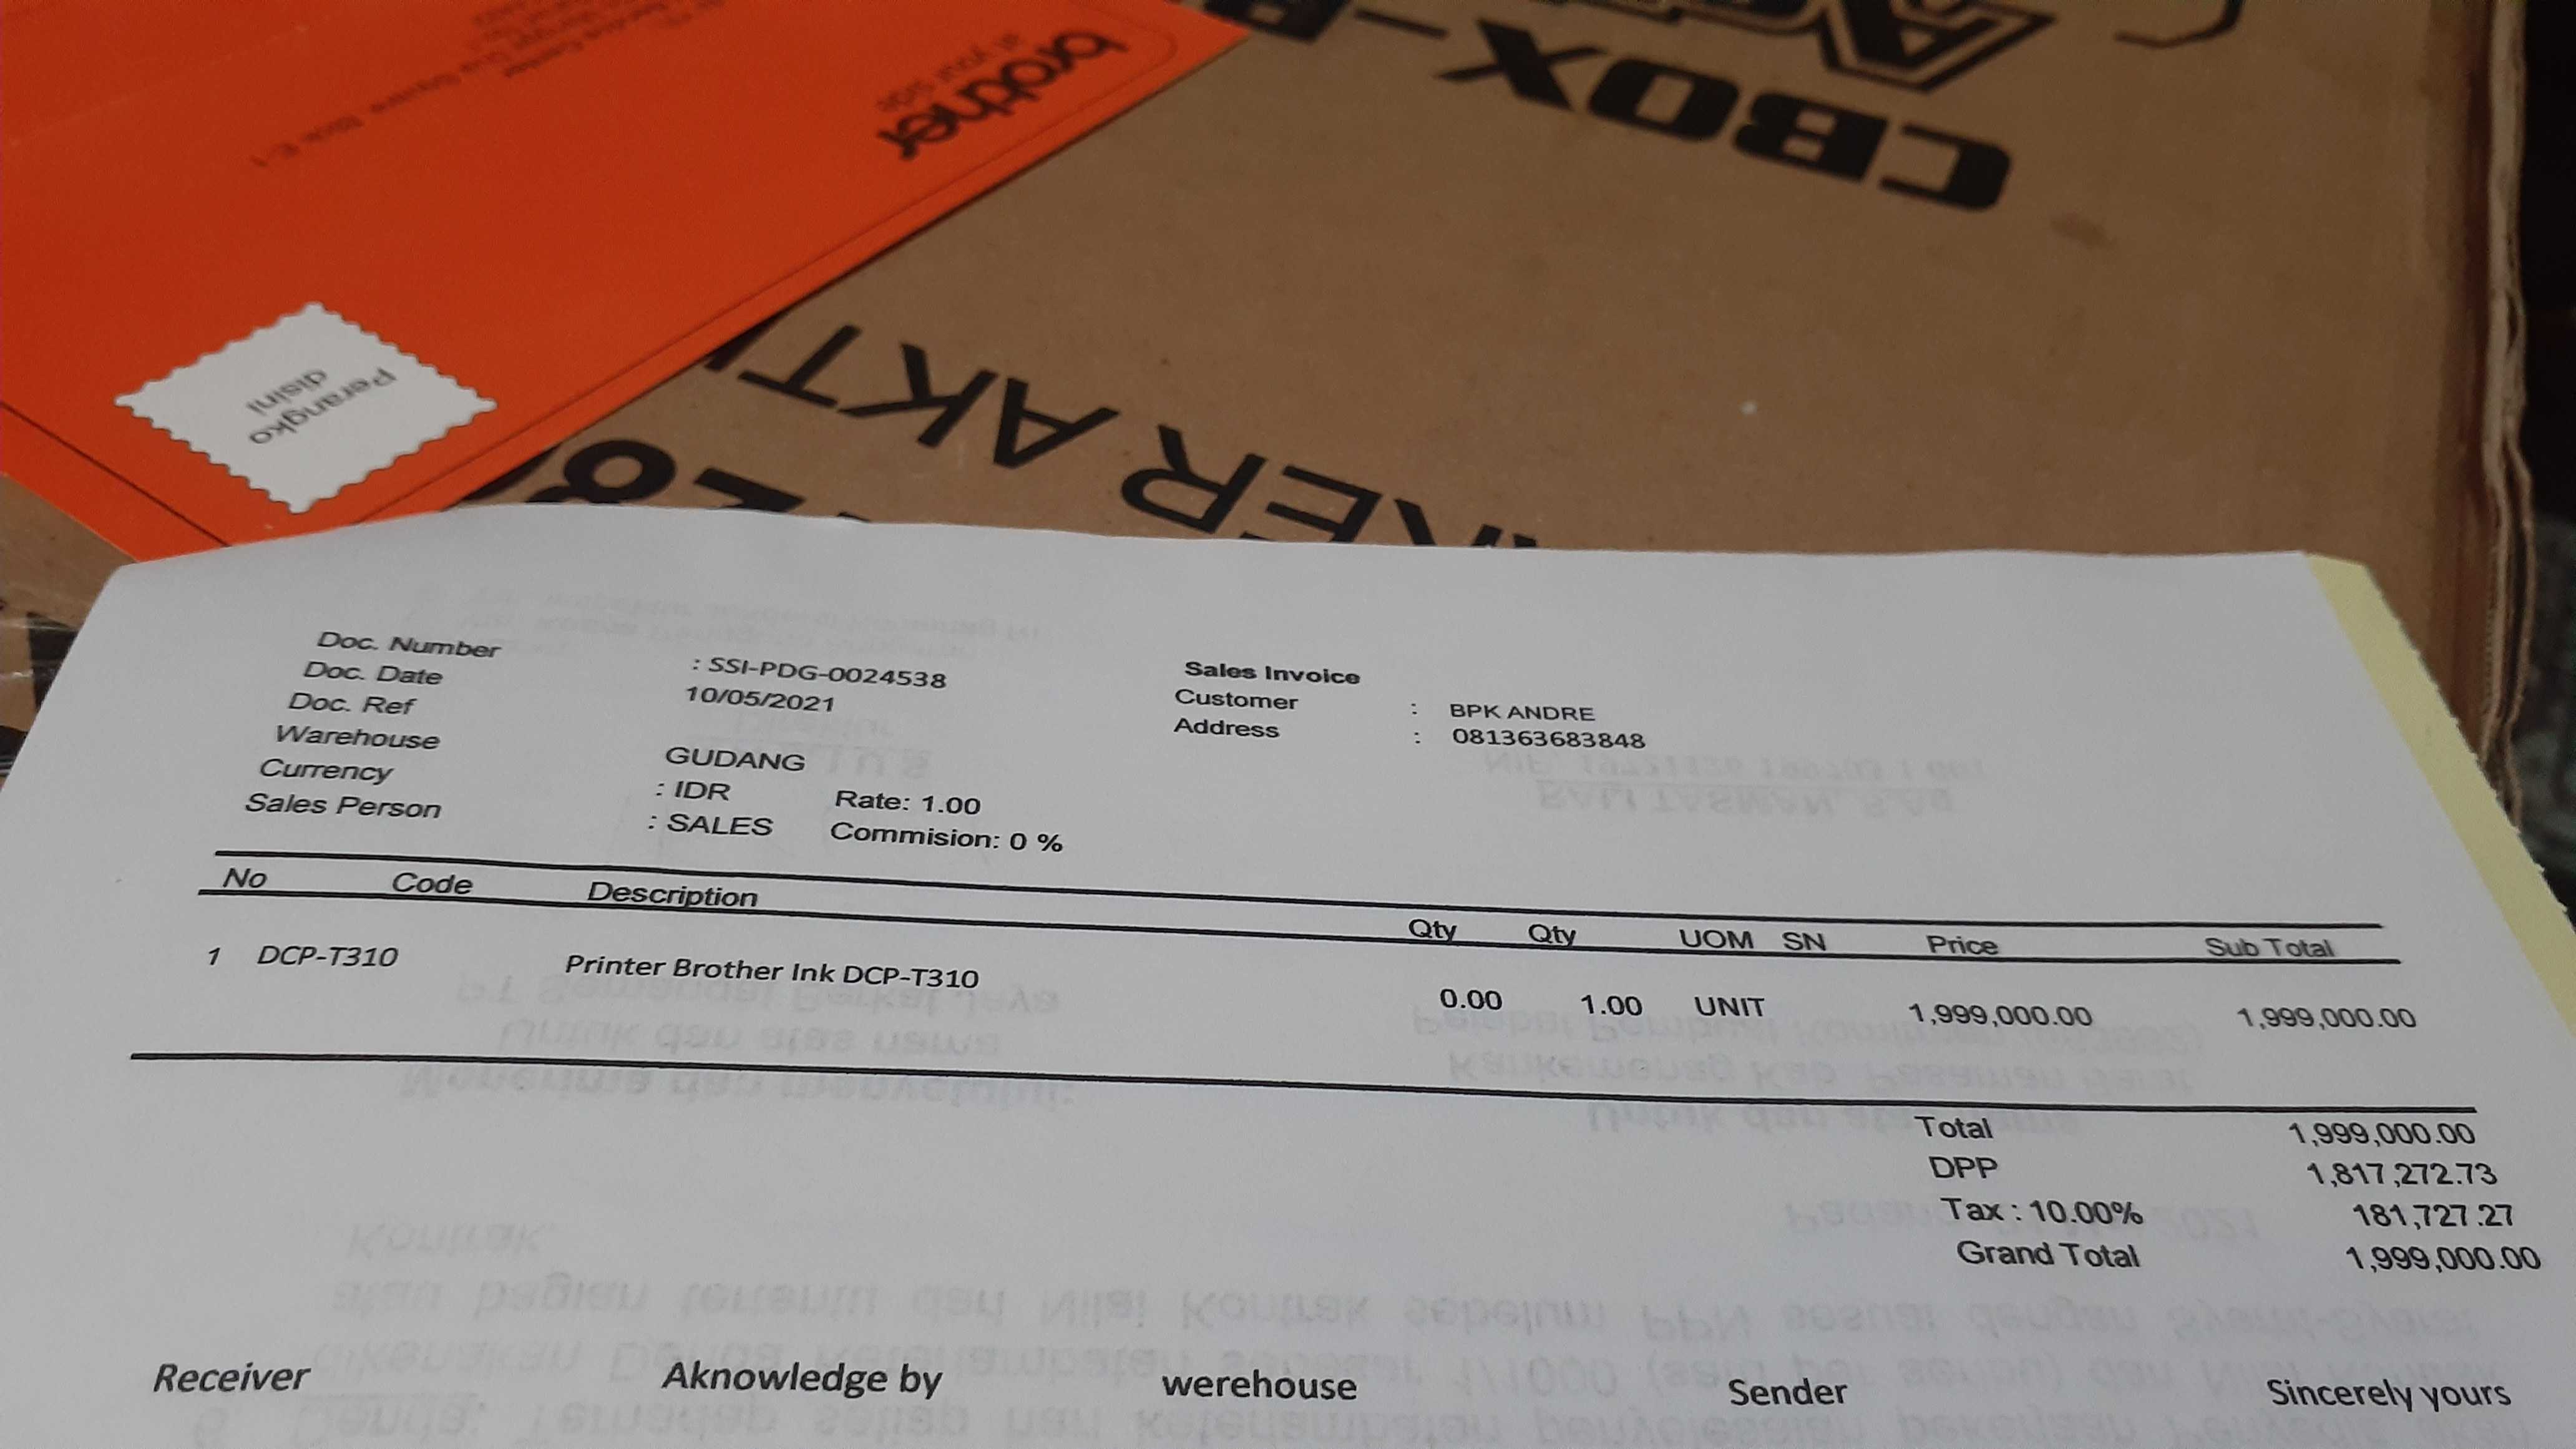 brother
at your side
CBOX
Perangko
disini
KER AKTI
Doc. Number : SSI-PDG-0024538
Doc. Date 10/05/2021
Doc. Ref
Warehouse GUDANG
Currency : IDR Rate: 1.00
Sales Person : SALES Commision: 0 %
Sales Invoice
Customer : BPK ANDRE
Address : 081363683848
No Code Description Qty Qty UOM SN Price Sub Total
1 DCP-T310 Printer Brother Ink DCP-T310 0.00 1.00 UNIT 1,999,000.00 1,999,000.00
Total 1,999,000.00
DPP 1,817,272.73
Tax : 10.00% 181,727.27
Grand Total 1,999,000.00
Receiver Aknowledge by werehouse Sender Sincerely yours